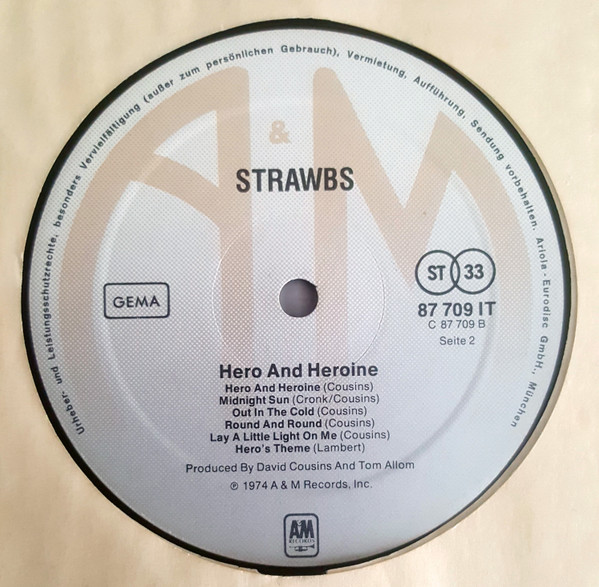 Urheber- und Leistungsschutzrechte, besonders Vervielfältigung (außer zum persönlichen Gebrauch), Vermietung, Aufführung, Sendung vorbehalten. Ariola-Eurodisc GmbH., München
A&M
STRAWBS
GEMA
ST 33
87 709 IT
C 87 709 B
Seite 2
Hero And Heroine
Hero And Heroine (Cousins)
Midnight Sun (Cronk/Cousins)
Out In The Cold (Cousins)
Round And Round (Cousins)
Lay A Little Light On Me (Cousins)
Hero's Theme (Lambert)
Produced By David Cousins And Tom Allom
℗ 1974 A & M Records, Inc.
A&M
RECORDS